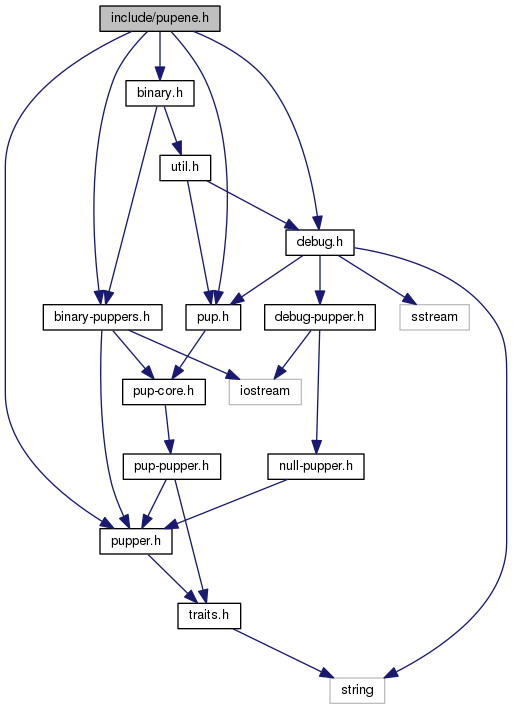 include/pupene.h
binary.h
util.h
debug.h
binary-puppers.h
pup.h
debug-pupper.h
sstream
pup-core.h
iostream
pup-pupper.h
null-pupper.h
pupper.h
traits.h
string